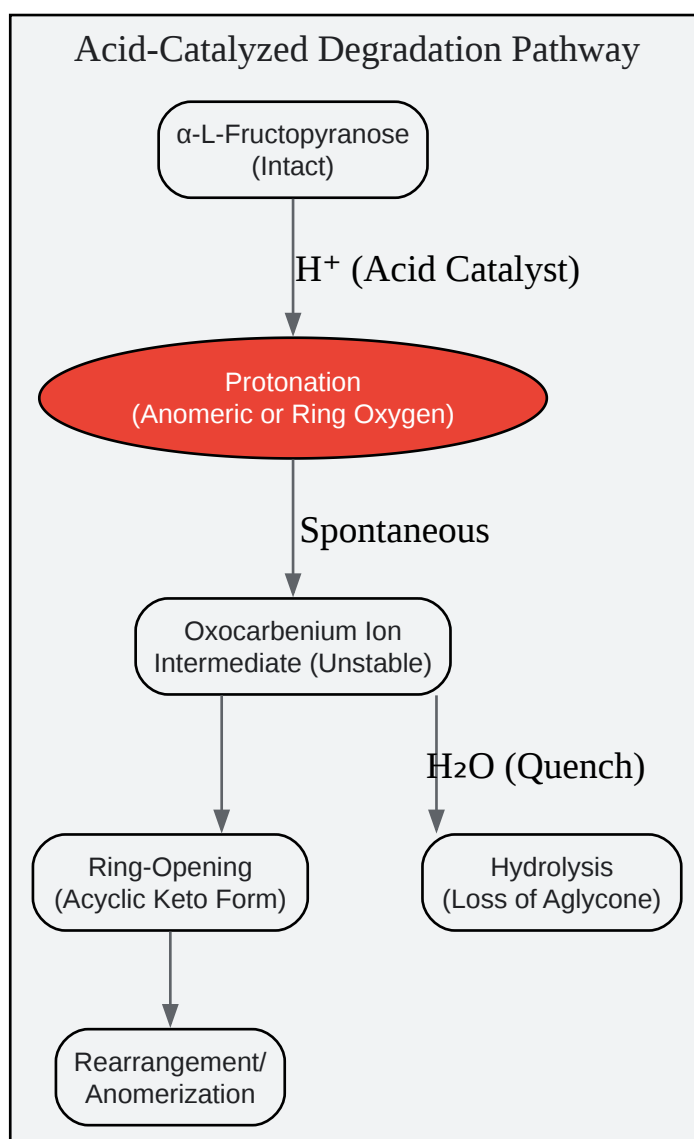 Acid-Catalyzed Degradation Pathway
α-L-Fructopyranose
(Intact)
H⁺ (Acid Catalyst)
Protonation
(Anomeric or Ring Oxygen)
Spontaneous
Oxocarbenium Ion
Intermediate (Unstable)
H₂O (Quench)
Ring-Opening
(Acyclic Keto Form)
Hydrolysis
(Loss of Aglycone)
Rearrangement/
Anomerization